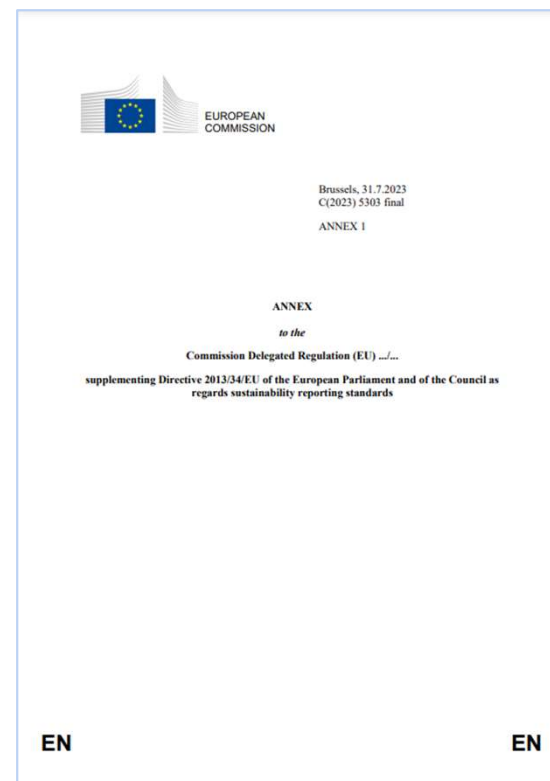 EUROPEAN
COMMISSION
Brussels, 31.7.2023
C(2023) 5303 final
ANNEX 1
ANNEX
to the
Commission Delegated Regulation (EU) .../...
supplementing Directive 2013/34/EU of the European Parliament and of the Council as
regards sustainability reporting standards
EN
EN